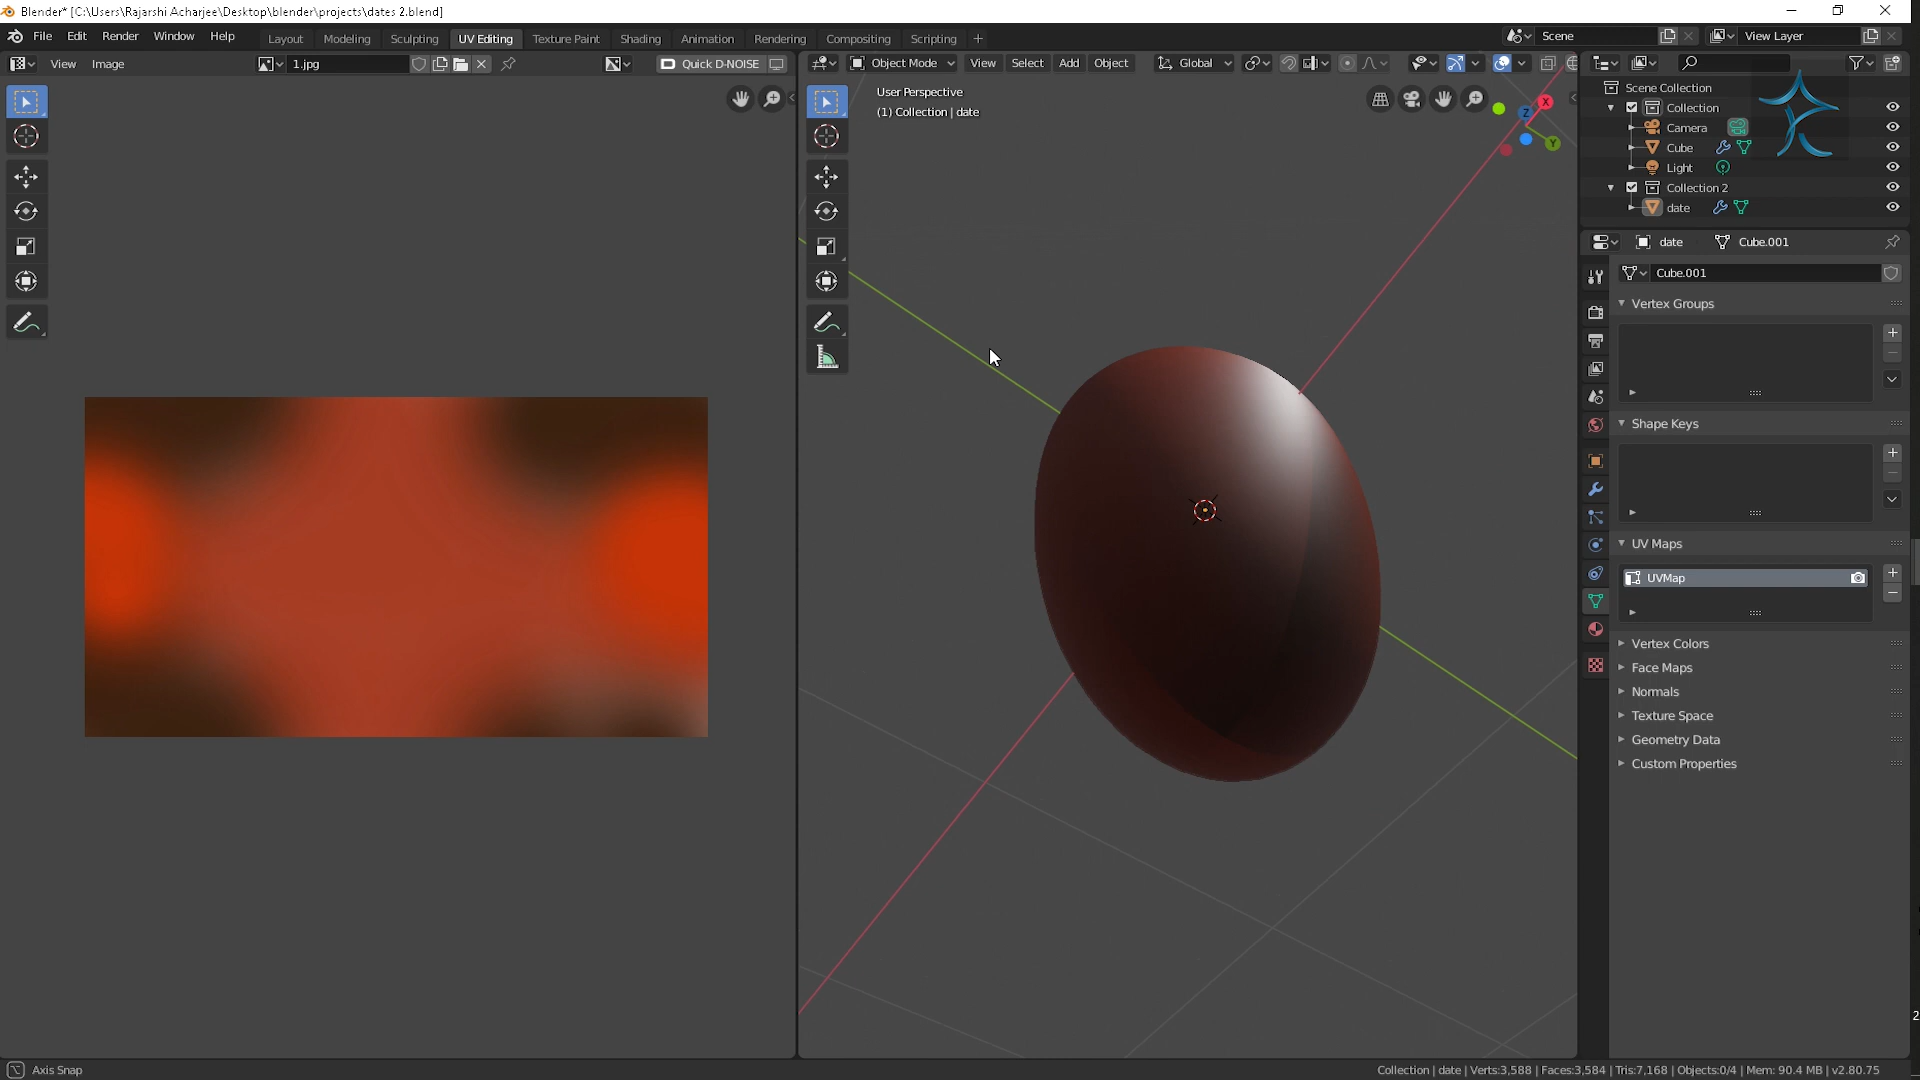 Blender* [C:\Users\Rajarshi Acharjee\Desktop\blender\projects\dates 2.blend]
File Edit Render Window Help Layout Modeling Sculpting UV Editing Texture Paint Shading Animation Rendering Compositing Scripting + Scene View Layer
View Image 1.jpg Quick D-NOISE Object Mode View Select Add Object Global
User Perspective
(1) Collection | date
X
Z
Y
Scene Collection
Collection
Camera
Cube
Light
Collection 2
date
date Cube.001
Cube.001
Vertex Groups
Shape Keys
UV Maps
UVMap
Vertex Colors
Face Maps
Normals
Texture Space
Geometry Data
Custom Properties
2
Axis Snap
Collection | date | Verts:3,588 | Faces:3,584 | Tris:7,168 | Objects:0/4 | Mem: 90.4 MB | v2.80.75